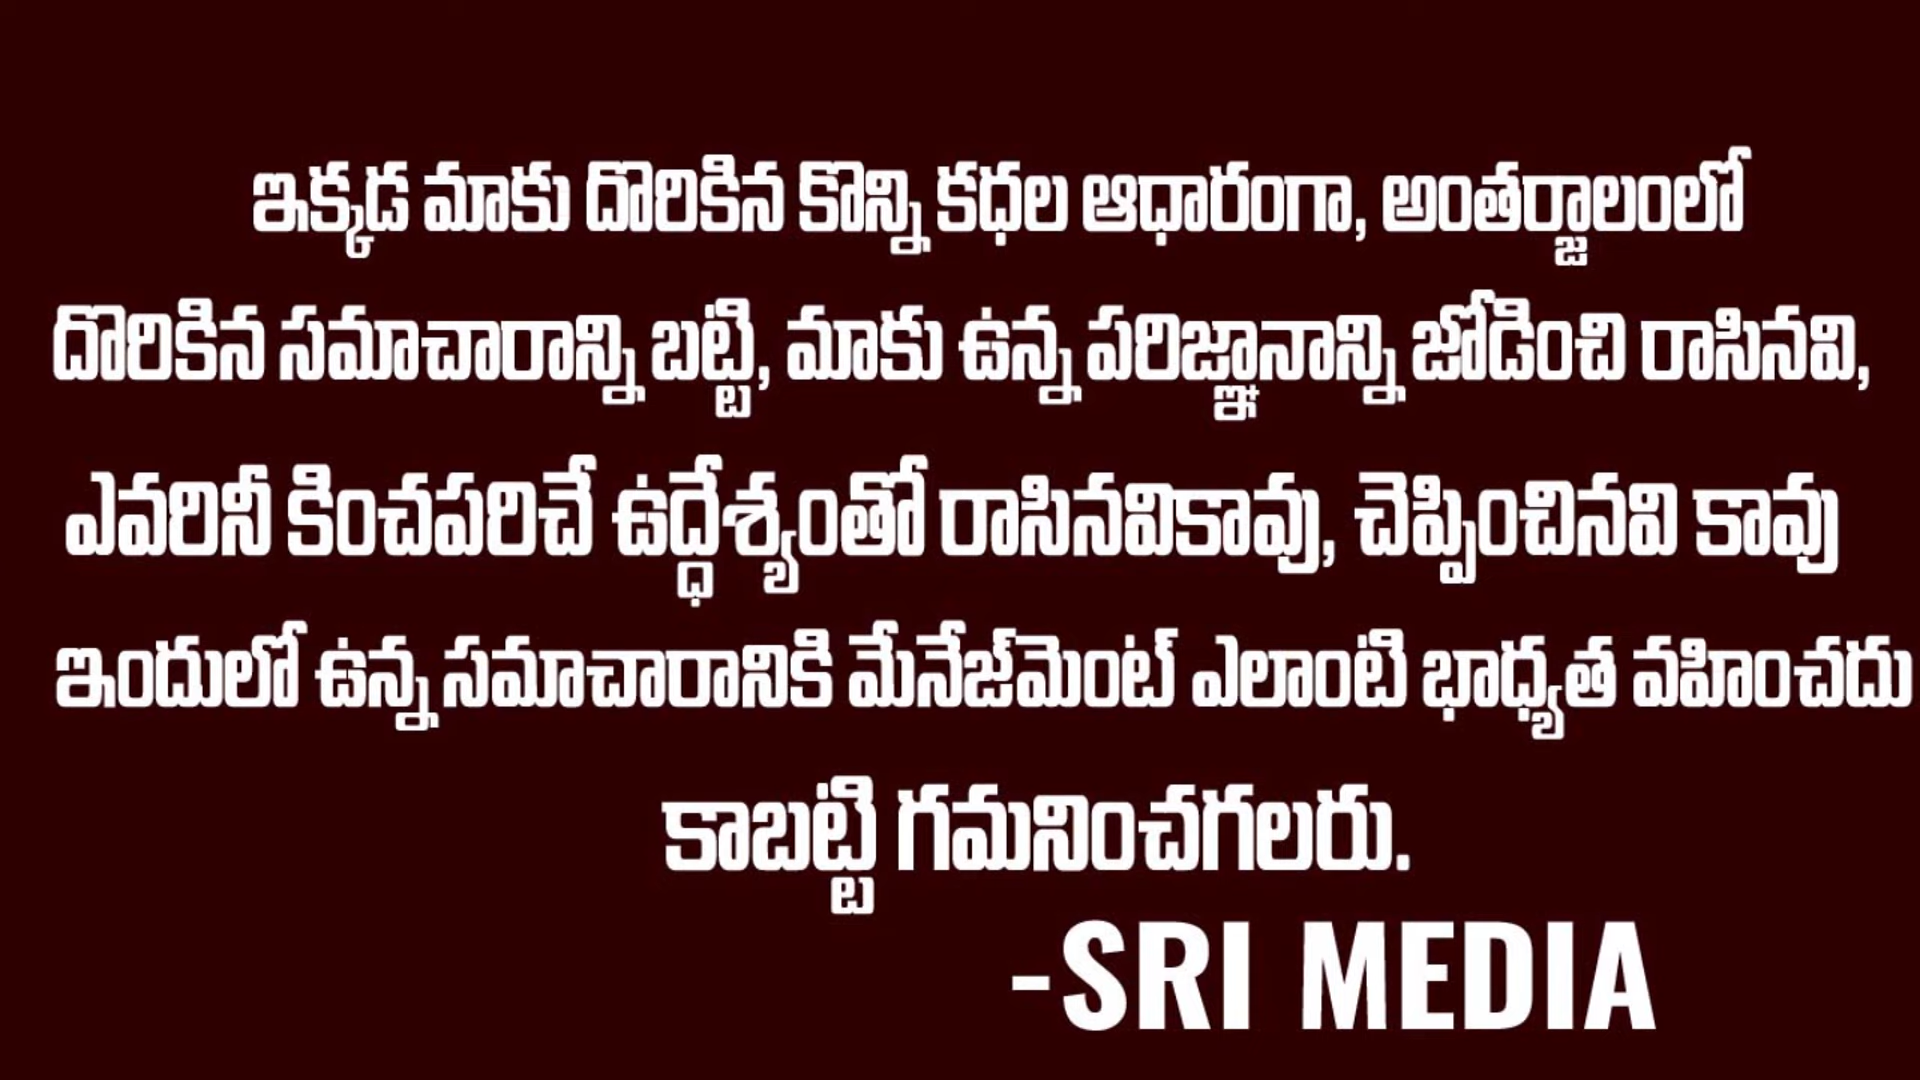 ఇక్కడ మాకు దొరికిన కొన్ని కధల ఆధారంగా, అంతర్జాలంలో
దొరికిన సమాచారాన్ని బట్టి, మాకు ఉన్న పరిజ్ఞానాన్ని జోడించి రాసినవి,
ఎవరినీ కించపరిచే ఉద్ధేశ్యంతో రాసినవికావు, చెప్పించినవి కావు
ఇందులో ఉన్న సమాచారానికి మేనేజ్‌మెంట్ ఎలాంటి భాధ్యత వహించదు
కాబట్టి గమనించగలరు.
-SRI MEDIA